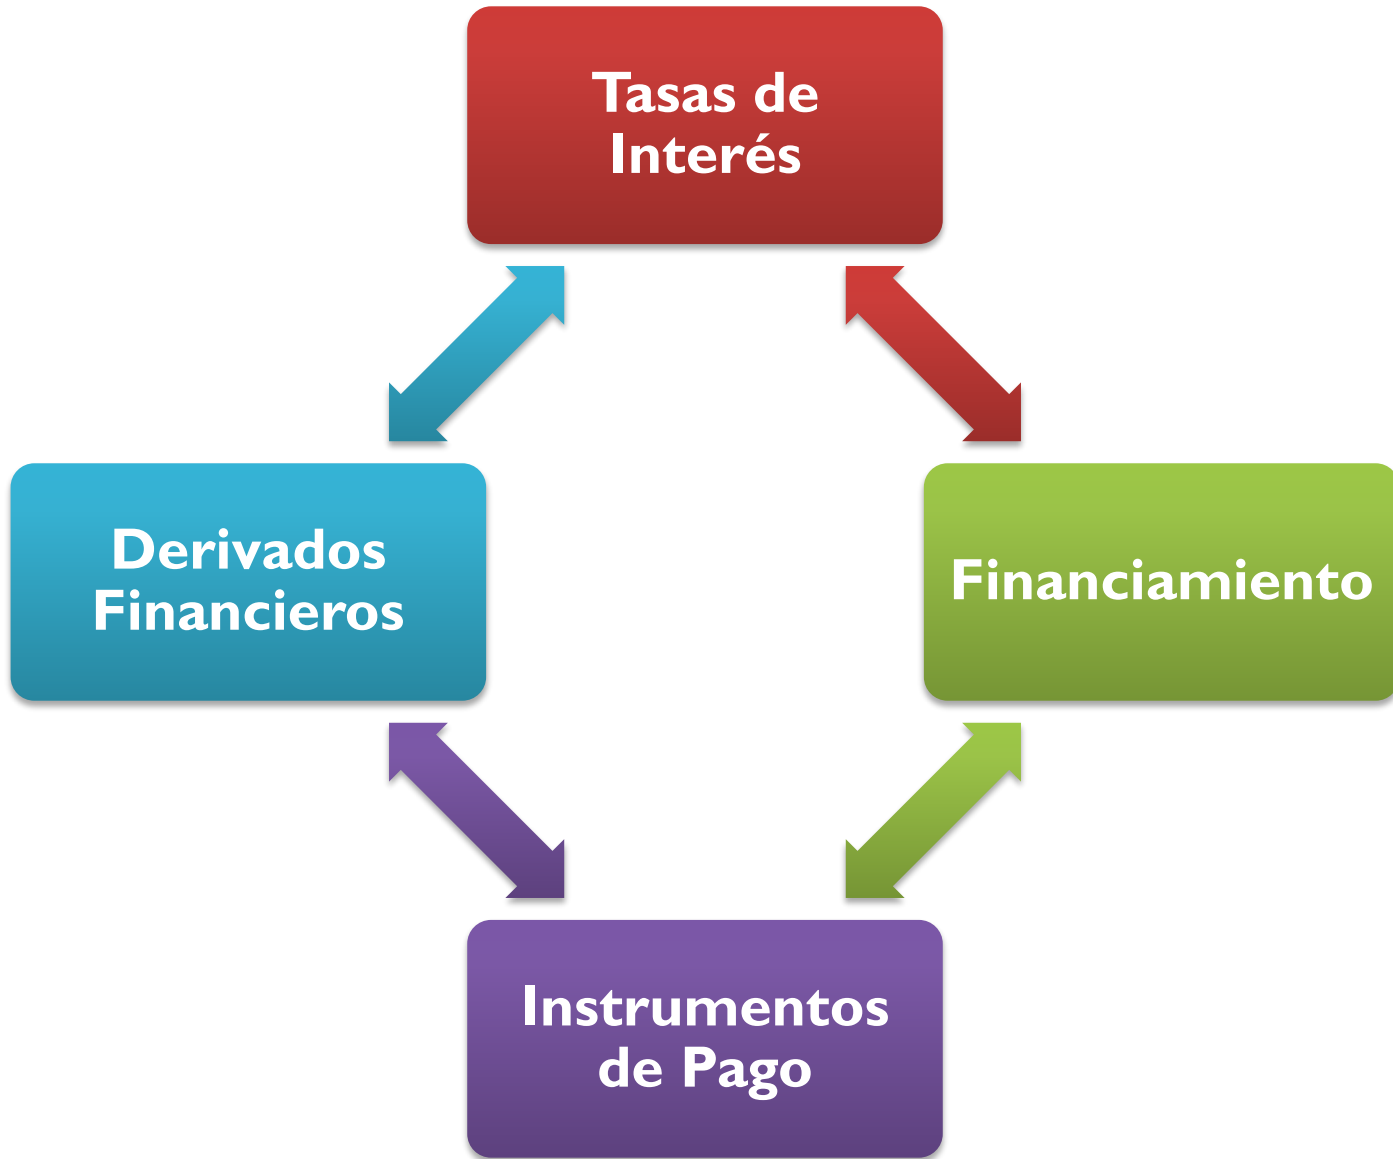 Tasas de
Interés
Derivados
Financieros
Financiamiento
Instrumentos
de Pago